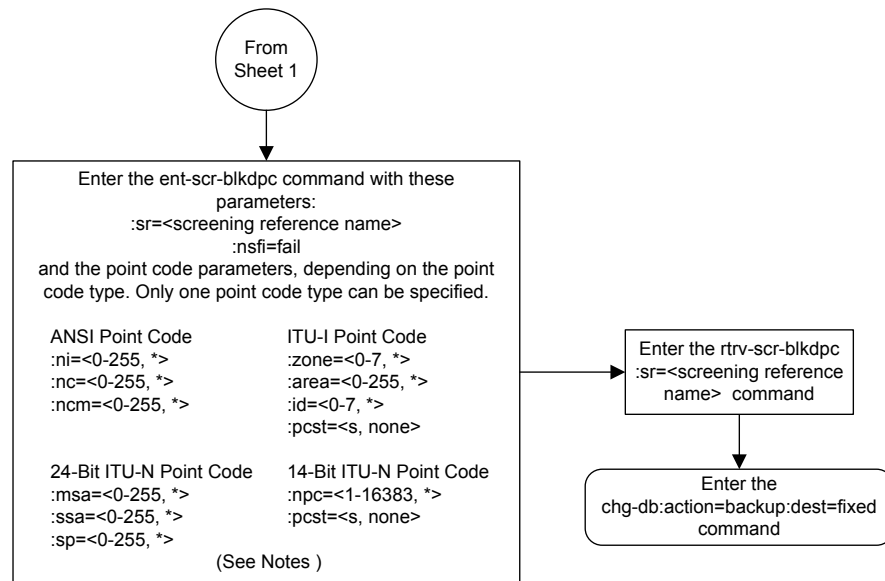 From
Sheet 1
Enter the ent-scr-blkdpc command with these
parameters:
:sr=<screening reference name>
:nsfi=fail
and the point code parameters, depending on the point
code type. Only one point code type can be specified.
ANSI Point Code
:ni=<0-255, *>
:nc=<0-255, *>
:ncm=<0-255, *>
ITU-I Point Code
:zone=<0-7, *>
:area=<0-255, *>
:id=<0-7, *>
:pcst=<s, none>
24-Bit ITU-N Point Code
:msa=<0-255, *>
:ssa=<0-255, *>
:sp=<0-255, *>
14-Bit ITU-N Point Code
:npc=<1-16383, *>
:pcst=<s, none>
(See Notes )
Enter the rtrv-scr-blkdpc
:sr=<screening reference
name>  command
Enter the
chg-db:action=backup:dest=fixed
command